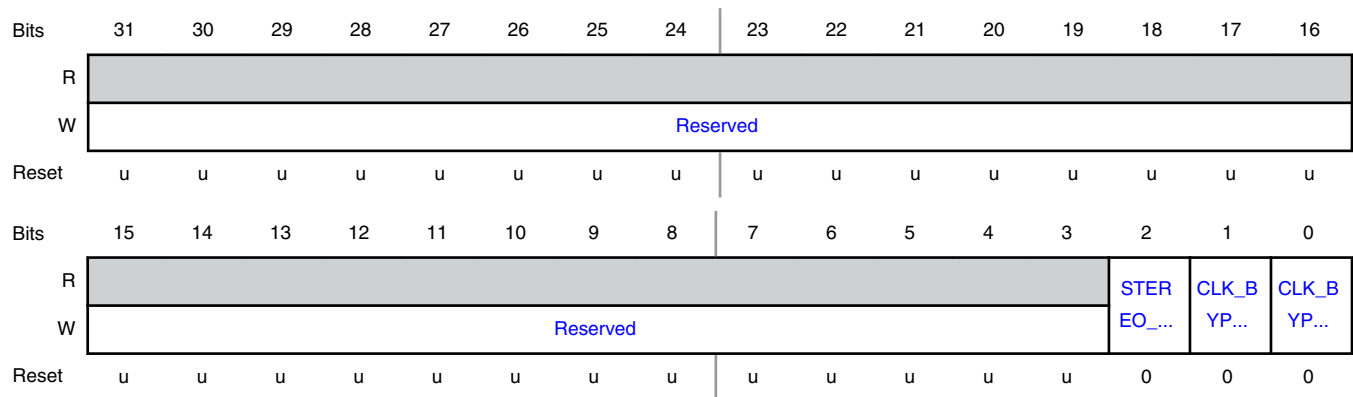 Bits 31 30 29 28 27 26 25 24 23 22 21 20 19 18 17 16
R
W Reserved
Reset u u u u u u u u u u u u u u u u
Bits 15 14 13 12 11 10 9 8 7 6 5 4 3 2 1 0
R STER CLK_B CLK_B
W Reserved EO_... YP... YP...
Reset u u u u u u u u u u u u u 0 0 0